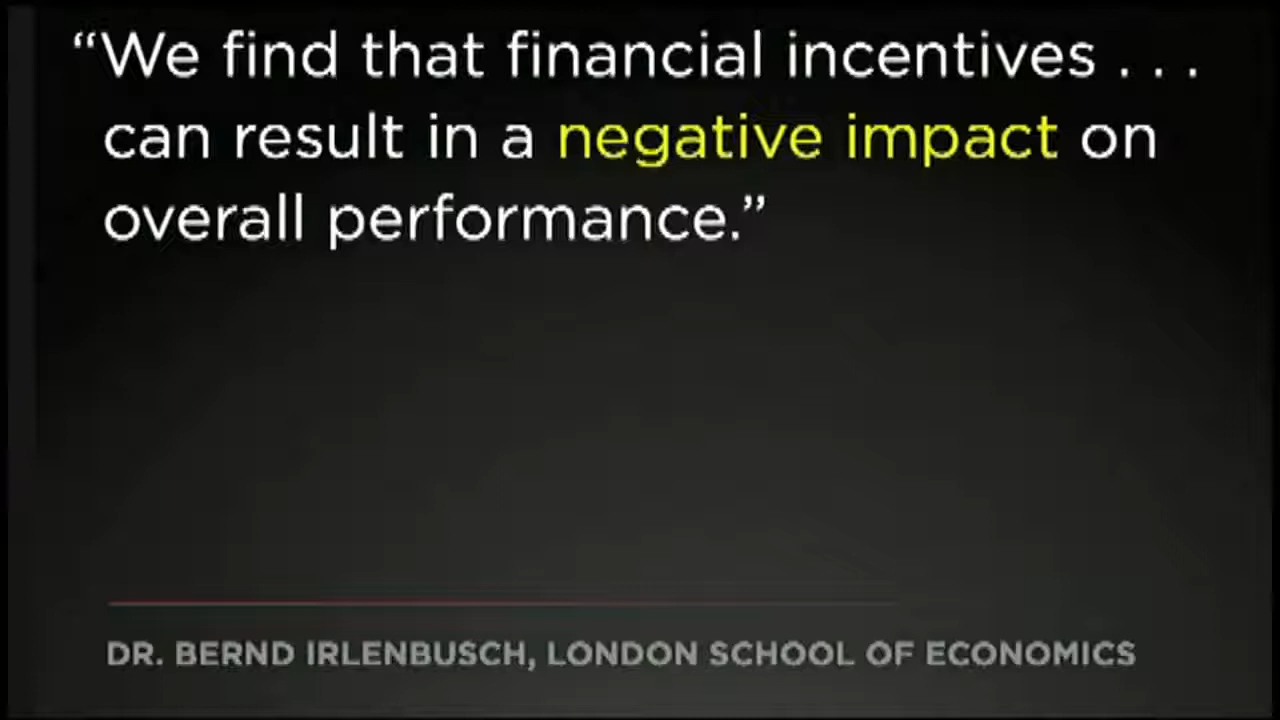 “We find that financial incentives . . .
can result in a negative impact on
overall performance.”
DR. BERND IRLENBUSCH, LONDON SCHOOL OF ECONOMICS